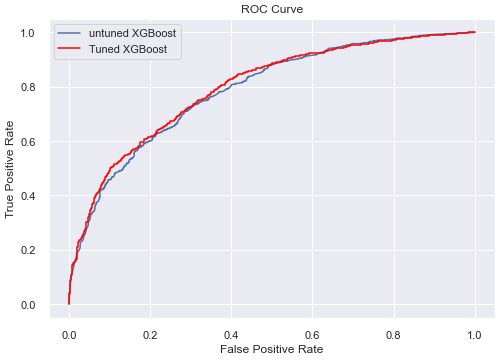 ROC Curve
untuned XGBoost
Tuned XGBoost
True Positive Rate
1.0
0.8
0.6
0.4
0.2
0.0
0.0 0.2 0.4 0.6 0.8 1.0
False Positive Rate